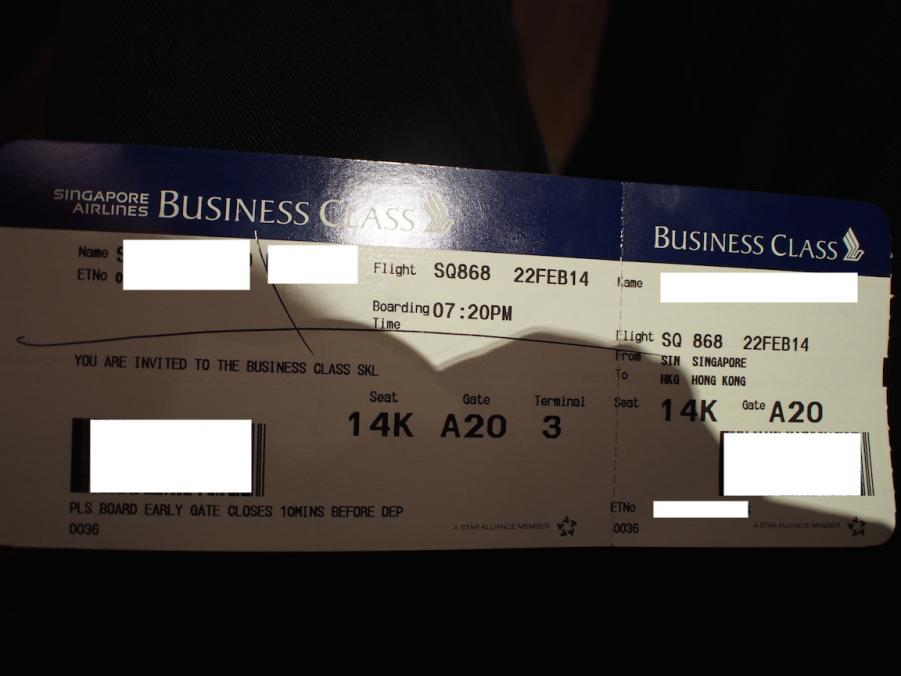 SINGAPORE AIRLINES BUSINESS CLASS
Name
ETNo 0
Flight SQ868 22FEB14
Boarding Time 07:20PM
YOU ARE INVITED TO THE BUSINESS CLASS SKL
Seat Gate Terminal
14K A20 3
PLS BOARD EARLY GATE CLOSES 10MINS BEFORE DEP
0036
A STAR ALLIANCE MEMBER
BUSINESS CLASS
Name
Flight SQ 868 22FEB14
From SIN SINGAPORE
To HKG HONG KONG
Seat 14K Gate A20
ETNo
0036
A STAR ALLIANCE MEMBER